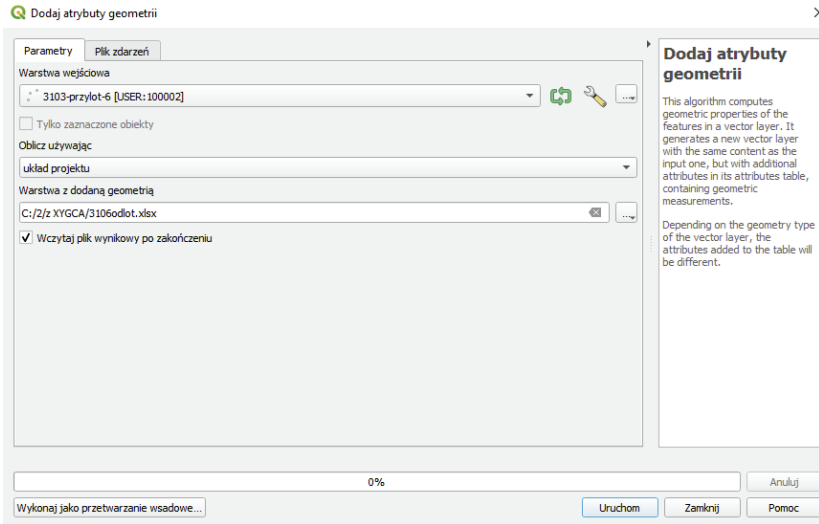 Dodaj atrybuty geometrii
Parametry
Plik zdarzeń
Warstwa wejściowa
3103-przylot-6 [USER:100002]
Tylko zaznaczone obiekty
Oblicz używając
układ projektu
Warstwa z dodaną geometrią
C:/2/z XYGCA/3106odlot.xlsx
Wczytaj plik wynikowy po zakończeniu
Dodaj atrybuty
geometrii
This algorithm computes
geometric properties of the
features in a vector layer. It
generates a new vector layer
with the same content as the
input one, but with additional
attributes in its attributes table,
containing geometric
measurements.
Depending on the geometry type
of the vector layer, the
attributes added to the table will
be different.
0%
Anuluj
Wykonaj jako przetwarzanie wsadowe...
Uruchom
Zamknij
Pomoc